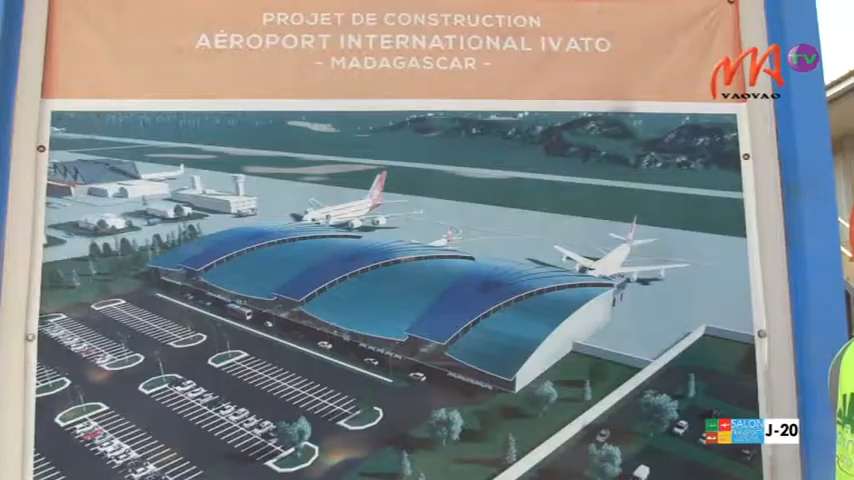 PROJET DE CONSTRUCTION
AÉROPORT INTERNATIONAL IVATO
- MADAGASCAR -
MA TV
VAOVAO
SALON
J-20